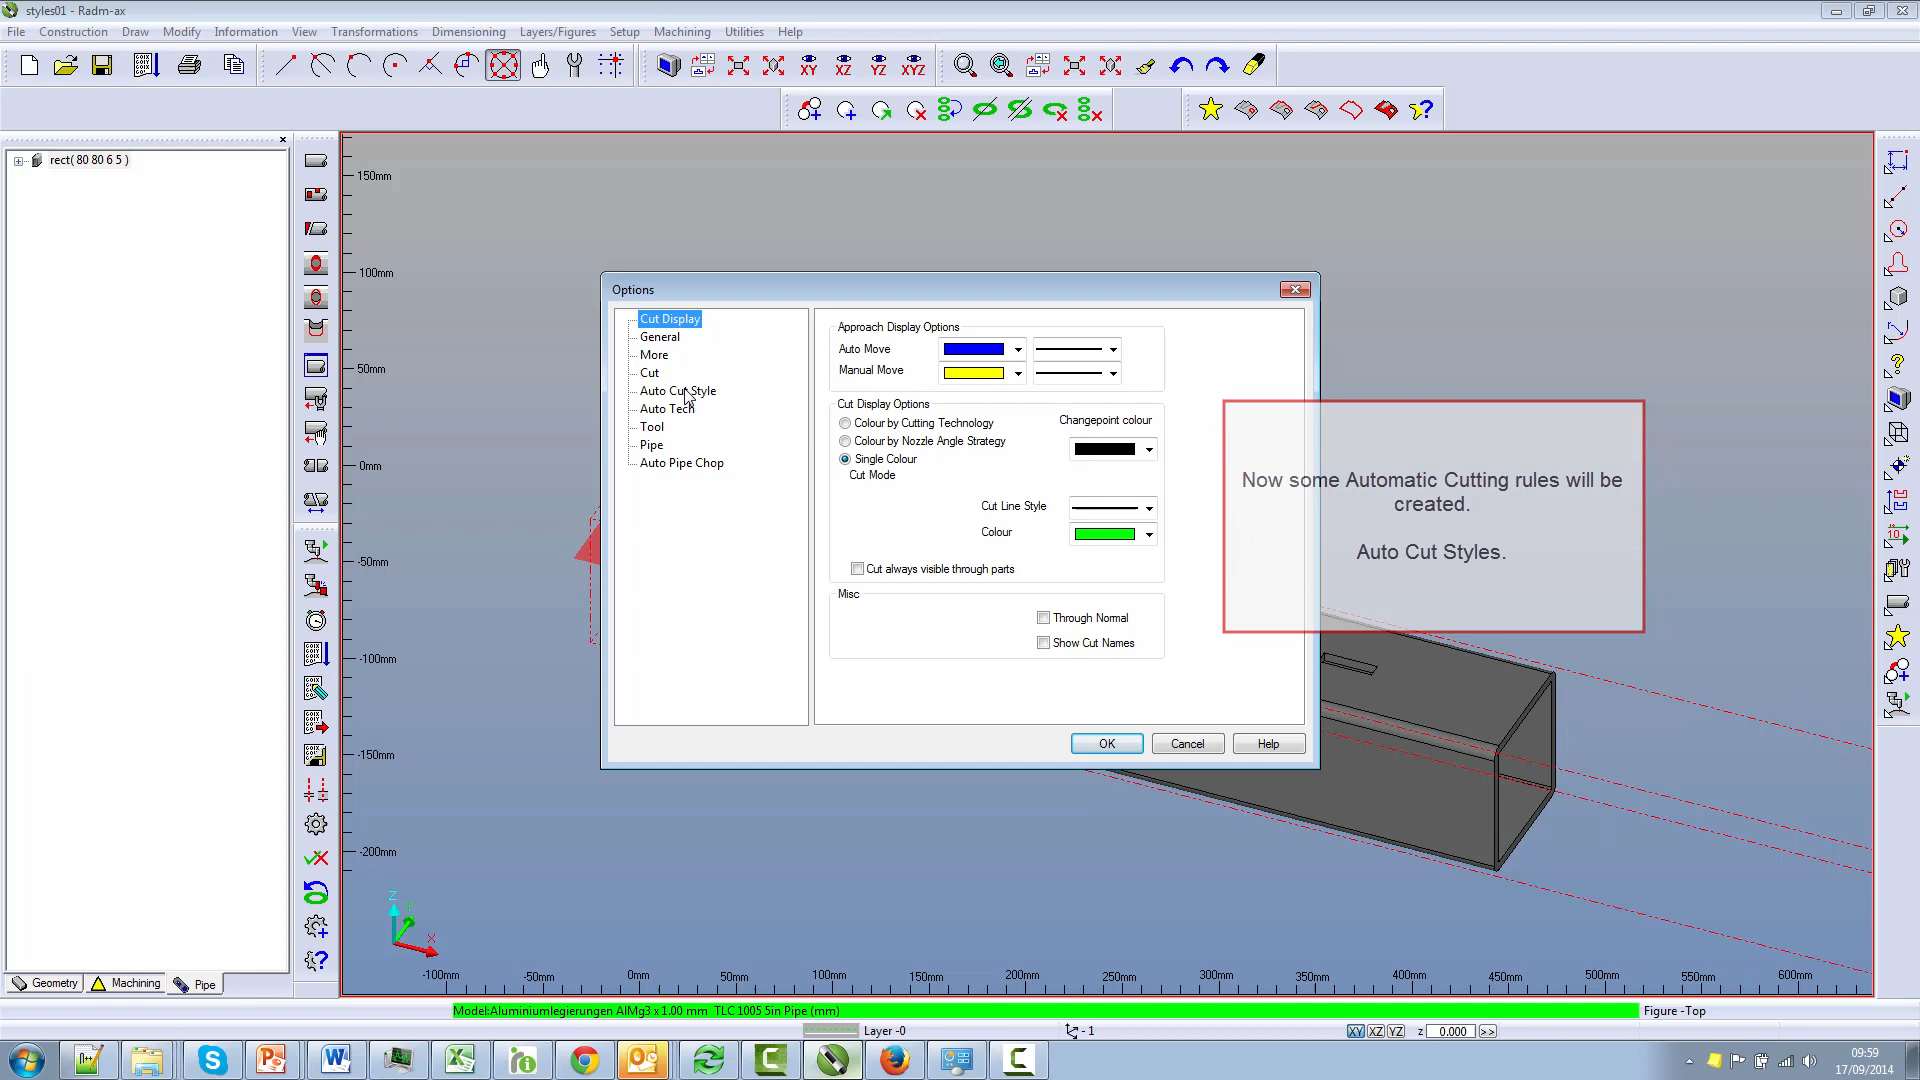 styles01 - Radm-ax
File Construction Draw Modify Information View Transformations Dimensioning Layers/Figures Setup Machining Utilities Help
XY XZ YZ XYZ
rect( 80 80 6 5 )
150mm
100mm
50mm
0mm
-50mm
-100mm
-150mm
-200mm
Options
Cut Display
General
More
Cut
Auto Cut Style
Auto Tech
Tool
Pipe
Auto Pipe Chop
Approach Display Options
Auto Move
Manual Move
Cut Display Options
Colour by Cutting Technology
Changepoint colour
Colour by Nozzle Angle Strategy
Single Colour
Cut Mode
Cut Line Style
Colour
Cut always visible through parts
Misc
Through Normal
Show Cut Names
OK Cancel Help
Now some Automatic Cutting rules will be
created.
Auto Cut Styles.
Z
Y
X
-100mm -50mm 0mm 50mm 100mm 150mm 200mm 250mm 300mm 350mm 400mm 450mm 500mm 550mm 600mm
Geometry Machining Pipe
Model:Aluminiumlegierungen AlMg3 x 1.00 mm TLC 1005 5in Pipe (mm)
Figure -Top
Layer -0
- 1
XY XZ YZ z 0.000 >>
09:59
17/09/2014